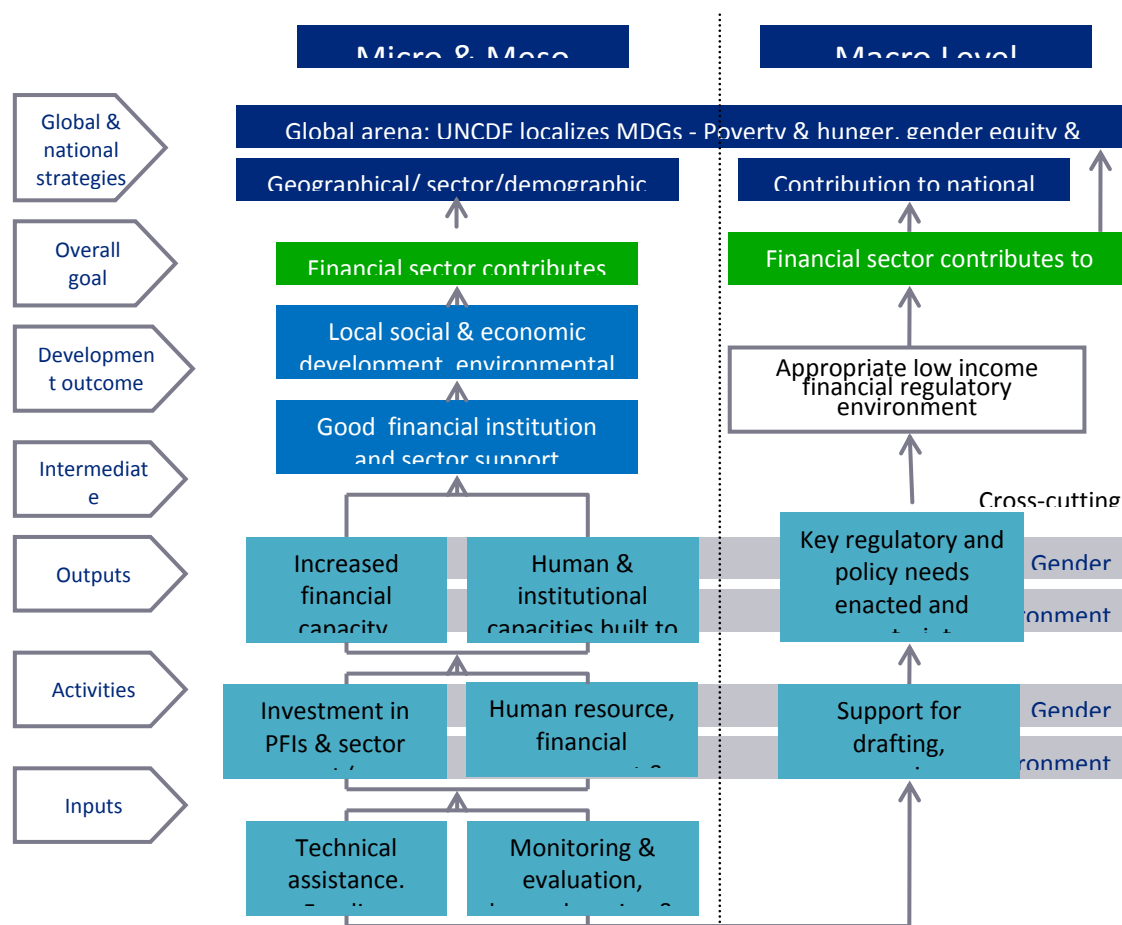 Micro & Meso
Macro Level
Global &
national
strategies
Global arena: UNCDF localizes MDGs - Poverty & hunger, gender equity &
Geographical/ sector/demographic
Contribution to national
Overall
goal
Financial sector contributes
Financial sector contributes to
Developmen
t outcome
Local social & economic
development, environmental
Appropriate low income
financial regulatory
environment
Good financial institution
and sector support
Intermediat
e
Cross-cutting
Outputs
Increased
financial
capacity
Human &
institutional
capacities built to
Key regulatory and
policy needs
enacted and
Gender
ronment
Activities
Investment in
PFIs & sector
Human resource,
financial
Support for
drafting,
Gender
ronment
Inputs
Technical
assistance.
Monitoring &
evaluation,